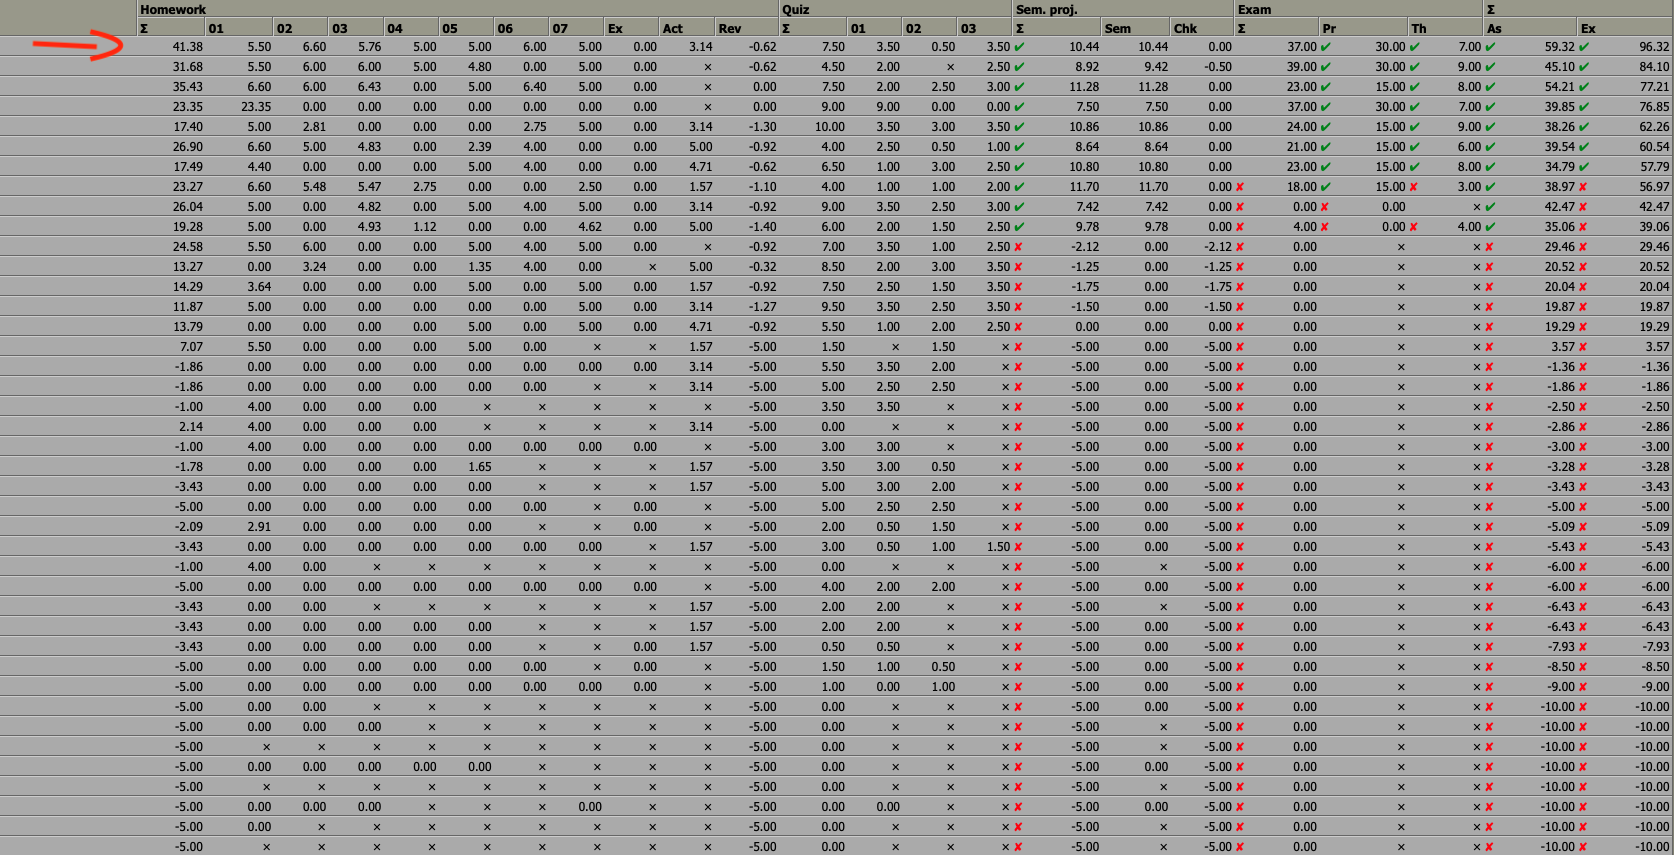 Homework Quiz Sem. proj. Exam Σ
Σ 01 02 03 04 05 06 07 Ex Act Rev Σ 01 02 03 Σ Sem Chk Σ Pr Th As Ex
41.38 5.50 6.60 5.76 5.00 5.00 6.00 5.00 0.00 3.14 -0.62 7.50 3.50 0.50 3.50 ✔ 10.44 10.44 0.00 37.00 ✔ 30.00 ✔ 7.00 ✔ 59.32 ✔ 96.32
31.68 5.50 6.00 6.00 5.00 4.80 0.00 5.00 0.00 × -0.62 4.50 2.00 × 2.50 ✔ 8.92 9.42 -0.50 39.00 ✔ 30.00 ✔ 9.00 ✔ 45.10 ✔ 84.10
35.43 6.60 6.00 6.43 0.00 5.00 6.40 5.00 0.00 × 0.00 7.50 2.00 2.50 3.00 ✔ 11.28 11.28 0.00 23.00 ✔ 15.00 ✔ 8.00 ✔ 54.21 ✔ 77.21
23.35 23.35 0.00 0.00 0.00 0.00 0.00 0.00 0.00 × 0.00 9.00 9.00 0.00 0.00 ✔ 7.50 7.50 0.00 37.00 ✔ 30.00 ✔ 7.00 ✔ 39.85 ✔ 76.85
17.40 5.00 2.81 0.00 0.00 0.00 2.75 5.00 0.00 3.14 -1.30 10.00 3.50 3.00 3.50 ✔ 10.86 10.86 0.00 24.00 ✔ 15.00 ✔ 9.00 ✔ 38.26 ✔ 62.26
26.90 6.60 5.00 4.83 0.00 2.39 4.00 0.00 0.00 5.00 -0.92 4.00 2.50 0.50 1.00 ✔ 8.64 8.64 0.00 21.00 ✔ 15.00 ✔ 6.00 ✔ 39.54 ✔ 60.54
17.49 4.40 0.00 0.00 0.00 5.00 4.00 0.00 0.00 4.71 -0.62 6.50 1.00 3.00 2.50 ✔ 10.80 10.80 0.00 23.00 ✔ 15.00 ✔ 8.00 ✔ 34.79 ✔ 57.79
23.27 6.60 5.48 5.47 2.75 0.00 0.00 2.50 0.00 1.57 -1.10 4.00 1.00 1.00 2.00 ✔ 11.70 11.70 0.00 ✘ 18.00 ✔ 15.00 ✘ 3.00 ✔ 38.97 ✘ 56.97
26.04 5.00 0.00 4.82 0.00 5.00 4.00 5.00 0.00 3.14 -0.92 9.00 3.50 2.50 3.00 ✔ 7.42 7.42 0.00 ✘ 0.00 ✘ 0.00 × ✔ 42.47 ✘ 42.47
19.28 5.00 0.00 4.93 1.12 0.00 0.00 4.62 0.00 5.00 -1.40 6.00 2.00 1.50 2.50 ✔ 9.78 9.78 0.00 ✘ 4.00 ✘ 0.00 ✘ 4.00 ✔ 35.06 ✘ 39.06
24.58 5.50 6.00 0.00 0.00 5.00 4.00 5.00 0.00 × -0.92 7.00 3.50 1.00 2.50 ✘ -2.12 0.00 -2.12 ✘ 0.00 × × ✘ 29.46 ✘ 29.46
13.27 0.00 3.24 0.00 0.00 1.35 4.00 0.00 × 5.00 -0.32 8.50 2.00 3.00 3.50 ✘ -1.25 0.00 -1.25 ✘ 0.00 × × ✘ 20.52 ✘ 20.52
14.29 3.64 0.00 0.00 0.00 5.00 0.00 5.00 0.00 1.57 -0.92 7.50 2.50 1.50 3.50 ✘ -1.75 0.00 -1.75 ✘ 0.00 × × ✘ 20.04 ✘ 20.04
11.87 5.00 0.00 0.00 0.00 0.00 0.00 5.00 0.00 3.14 -1.27 9.50 3.50 2.50 3.50 ✘ -1.50 0.00 -1.50 ✘ 0.00 × × ✘ 19.87 ✘ 19.87
13.79 0.00 0.00 0.00 0.00 5.00 0.00 5.00 0.00 4.71 -0.92 5.50 1.00 2.00 2.50 ✘ 0.00 0.00 0.00 ✘ 0.00 × × ✘ 19.29 ✘ 19.29
7.07 5.50 0.00 0.00 0.00 5.00 0.00 × × 1.57 -5.00 1.50 × 1.50 × ✘ -5.00 0.00 -5.00 ✘ 0.00 × × ✘ 3.57 ✘ 3.57
-1.86 0.00 0.00 0.00 0.00 0.00 0.00 0.00 0.00 3.14 -5.00 5.50 3.50 2.00 × ✘ -5.00 0.00 -5.00 ✘ 0.00 × × ✘ -1.36 ✘ -1.36
-1.86 0.00 0.00 0.00 0.00 0.00 0.00 × × 3.14 -5.00 5.00 2.50 2.50 × ✘ -5.00 0.00 -5.00 ✘ 0.00 × × ✘ -1.86 ✘ -1.86
-1.00 4.00 0.00 0.00 0.00 × × × × × -5.00 3.50 3.50 × × ✘ -5.00 0.00 -5.00 ✘ 0.00 × × ✘ -2.50 ✘ -2.50
2.14 4.00 0.00 0.00 0.00 × × × × 3.14 -5.00 0.00 × × × ✘ -5.00 0.00 -5.00 ✘ 0.00 × × ✘ -2.86 ✘ -2.86
-1.00 4.00 0.00 0.00 0.00 0.00 0.00 0.00 0.00 × -5.00 3.00 3.00 × × ✘ -5.00 0.00 -5.00 ✘ 0.00 × × ✘ -3.00 ✘ -3.00
-1.78 0.00 0.00 0.00 0.00 1.65 × × × 1.57 -5.00 3.50 3.00 0.50 × ✘ -5.00 0.00 -5.00 ✘ 0.00 × × ✘ -3.28 ✘ -3.28
-3.43 0.00 0.00 0.00 0.00 0.00 × × × 1.57 -5.00 5.00 3.00 2.00 × ✘ -5.00 0.00 -5.00 ✘ 0.00 × × ✘ -3.43 ✘ -3.43
-5.00 0.00 0.00 0.00 0.00 0.00 0.00 × 0.00 × -5.00 5.00 2.50 2.50 × ✘ -5.00 0.00 -5.00 ✘ 0.00 × × ✘ -5.00 ✘ -5.00
-2.09 2.91 0.00 0.00 0.00 0.00 × × 0.00 × -5.00 2.00 0.50 1.50 × ✘ -5.00 0.00 -5.00 ✘ 0.00 × × ✘ -5.09 ✘ -5.09
-3.43 0.00 0.00 0.00 0.00 0.00 0.00 0.00 × 1.57 -5.00 3.00 0.50 1.00 1.50 ✘ -5.00 0.00 -5.00 ✘ 0.00 × × ✘ -5.43 ✘ -5.43
-1.00 4.00 0.00 × × × × × × × -5.00 0.00 × × × ✘ -5.00 × -5.00 ✘ 0.00 × × ✘ -6.00 ✘ -6.00
-5.00 0.00 0.00 0.00 0.00 0.00 0.00 0.00 0.00 × -5.00 4.00 2.00 2.00 × ✘ -5.00 0.00 -5.00 ✘ 0.00 × × ✘ -6.00 ✘ -6.00
-3.43 0.00 0.00 × × × × × × 1.57 -5.00 2.00 2.00 × × ✘ -5.00 × -5.00 ✘ 0.00 × × ✘ -6.43 ✘ -6.43
-3.43 0.00 0.00 0.00 0.00 0.00 × × × 1.57 -5.00 2.00 2.00 × × ✘ -5.00 0.00 -5.00 ✘ 0.00 × × ✘ -6.43 ✘ -6.43
-3.43 0.00 0.00 0.00 0.00 0.00 × × 0.00 1.57 -5.00 0.50 0.50 × × ✘ -5.00 0.00 -5.00 ✘ 0.00 × × ✘ -7.93 ✘ -7.93
-5.00 0.00 0.00 0.00 0.00 0.00 0.00 × 0.00 × -5.00 1.50 1.00 0.50 × ✘ -5.00 0.00 -5.00 ✘ 0.00 × × ✘ -8.50 ✘ -8.50
-5.00 0.00 0.00 0.00 0.00 0.00 0.00 0.00 0.00 × -5.00 1.00 0.00 1.00 × ✘ -5.00 0.00 -5.00 ✘ 0.00 × × ✘ -9.00 ✘ -9.00
-5.00 0.00 0.00 × × × × × × × -5.00 0.00 × × × ✘ -5.00 0.00 -5.00 ✘ 0.00 × × ✘ -10.00 ✘ -10.00
-5.00 0.00 0.00 0.00 × × × × × × -5.00 0.00 × × × ✘ -5.00 × -5.00 ✘ 0.00 × × ✘ -10.00 ✘ -10.00
-5.00 × × × × × × × × × -5.00 0.00 × × × ✘ -5.00 × -5.00 ✘ 0.00 × × ✘ -10.00 ✘ -10.00
-5.00 0.00 0.00 0.00 0.00 0.00 × × × × -5.00 0.00 × × × ✘ -5.00 0.00 -5.00 ✘ 0.00 × × ✘ -10.00 ✘ -10.00
-5.00 × × × × × × × × × -5.00 0.00 × × × ✘ -5.00 × -5.00 ✘ 0.00 × × ✘ -10.00 ✘ -10.00
-5.00 0.00 0.00 0.00 × × × 0.00 × × -5.00 0.00 0.00 × × ✘ -5.00 0.00 -5.00 ✘ 0.00 × × ✘ -10.00 ✘ -10.00
-5.00 0.00 × × × × × × × × -5.00 0.00 × × × ✘ -5.00 × -5.00 ✘ 0.00 × × ✘ -10.00 ✘ -10.00
-5.00 × × × × × × × × × -5.00 0.00 × × × ✘ -5.00 × -5.00 ✘ 0.00 × × ✘ -10.00 ✘ -10.00